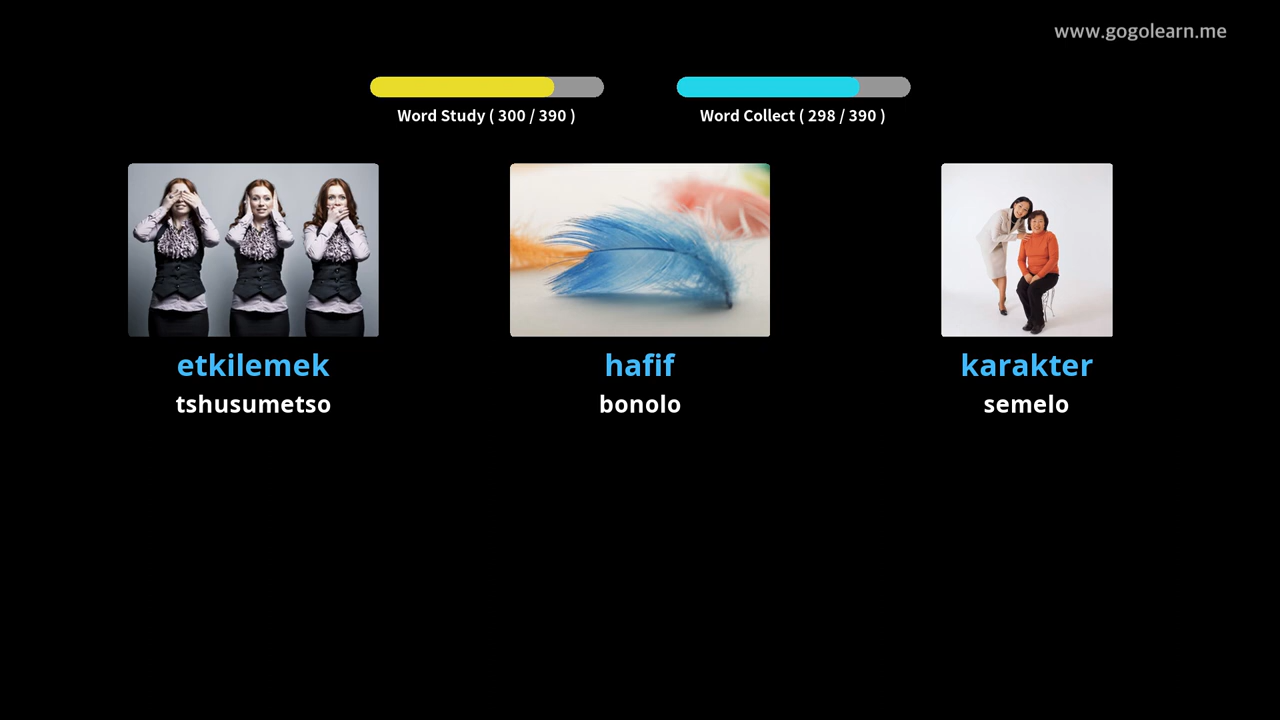 www.gogolearn.me
Word Study ( 300 / 390 )
Word Collect ( 298 / 390 )
etkilemek
tshusumetso
hafif
bonolo
karakter
semelo